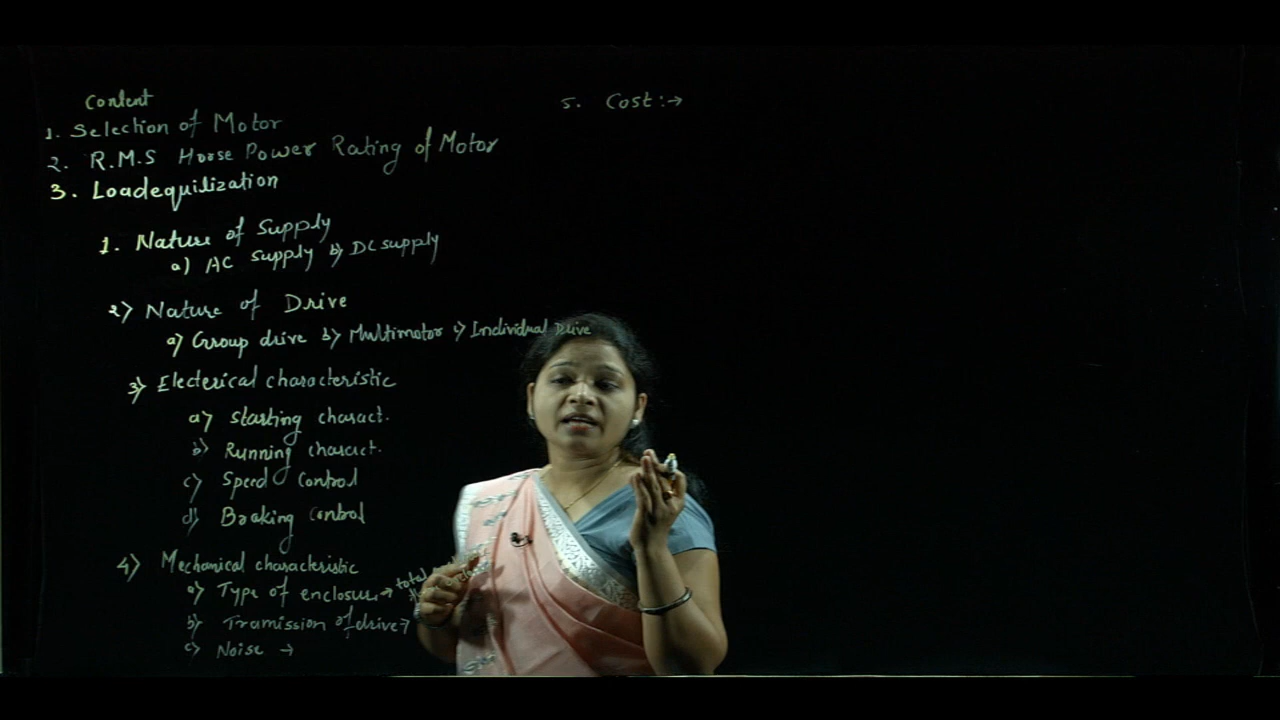 Content
1. Selection of Motor
2. R.M.S Horse Power Rating of Motor
3. Loadequilization
1. Nature of Supply
a) AC supply b) DC supply
2) Nature of Drive
a) Group drive b) Multimotor c) Individual Drive
3) Electerical characteristic
a) Starting charact.
b) Running charact.
c) Speed Control
d) Braking Control
4) Mechanical characteristic
a) Type of enclosure → total
b) Tramission of drive →
c) Noise →
5. Cost :→